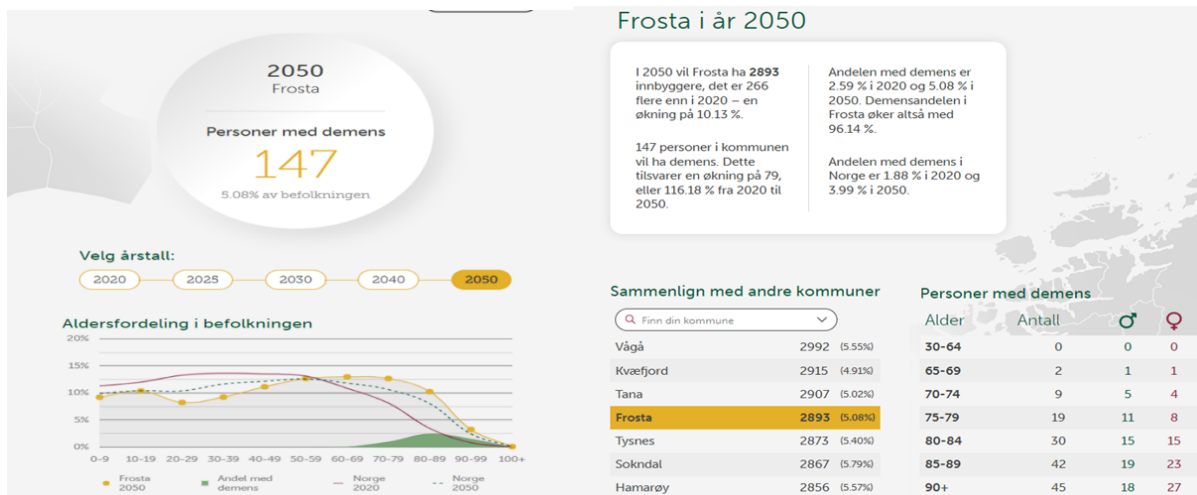 2050
Frosta
Personer med demens
147
5.08% av befolkningen
Velg årstall:
2020 2025 2030 2040 2050
Aldersfordeling i befolkningen
20%
15%
10%
5%
0%
0-9 10-19 20-29 30-39 40-49 50-59 60-69 70-79 80-89 90-99 100+
Frosta 2050
Andel med demens
Norge 2020
Norge 2050
Frosta i år 2050
I 2050 vil Frosta ha 2893
innbyggere, det er 266
flere enn i 2020 – en
økning på 10.13 %.
147 personer i kommunen
vil ha demens. Dette
tilsvarer en økning på 79,
eller 116.18 % fra 2020 til
2050.
Andelen med demens er
2.59 % i 2020 og 5.08 % i
2050. Demensandelen i
Frosta øker altså med
96.14 %.
Andelen med demens i
Norge er 1.88 % i 2020 og
3.99 % i 2050.
Sammenlign med andre kommuner
Finn din kommune
Vågå 2992 (5.55%)
Kvæfjord 2915 (4.91%)
Tana 2907 (5.02%)
Frosta 2893 (5.08%)
Tysnes 2873 (5.40%)
Sokndal 2867 (5.79%)
Hamarøy 2856 (5.57%)
Personer med demens
Alder Antall ♂ ♀
30-64 0 0 0
65-69 2 1 1
70-74 9 5 4
75-79 19 11 8
80-84 30 15 15
85-89 42 19 23
90+ 45 18 27